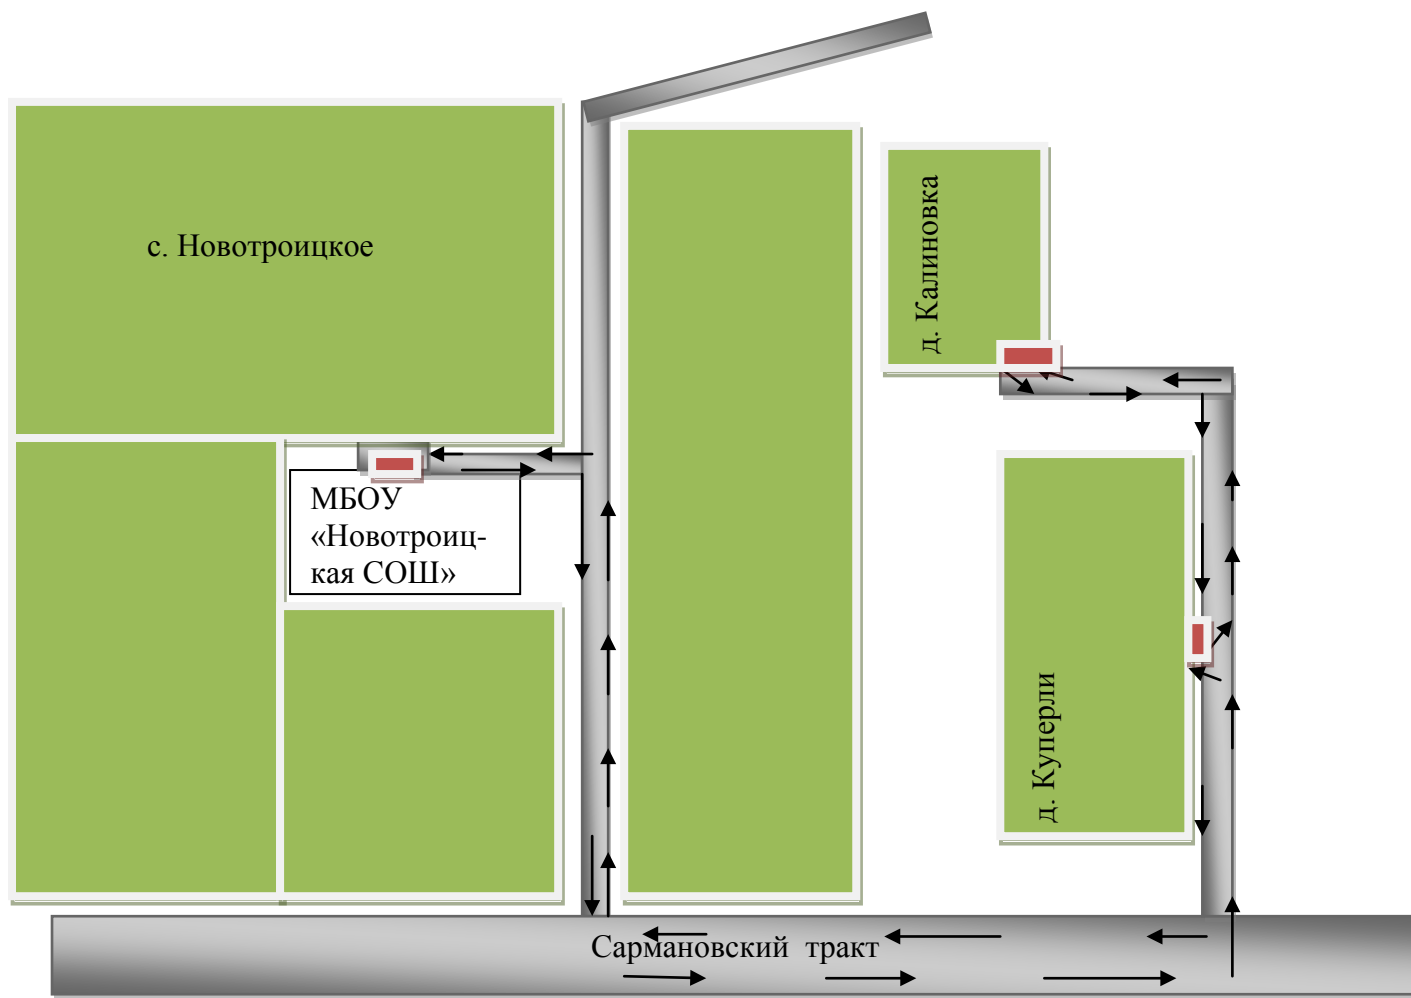 с. Новотроицкое
д. Калиновка
МБОУ
«Новотроиц-
кая СОШ»
д. Куперли
Сармановский тракт